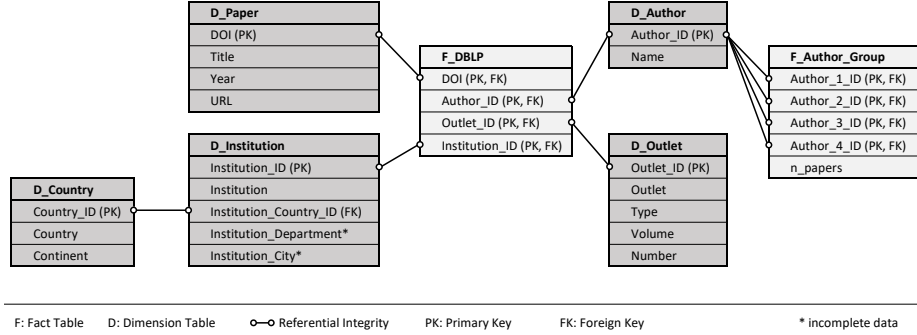 D_Paper
DOI (PK)
Title
Year
URL
D_Institution
Institution_ID (PK)
Institution
Institution_Country_ID (FK)
Institution_Department*
Institution_City*
D_Country
Country_ID (PK)
Country
Continent
F_DBLP
DOI (PK, FK)
Author_ID (PK, FK)
Outlet_ID (PK, FK)
Institution_ID (PK, FK)
D_Author
Author_ID (PK)
Name
D_Outlet
Outlet_ID (PK)
Outlet
Type
Volume
Number
F_Author_Group
Author_1_ID (PK, FK)
Author_2_ID (PK, FK)
Author_3_ID (PK, FK)
Author_4_ID (PK, FK)
n_papers
F: Fact Table D: Dimension Table Referential Integrity PK: Primary Key FK: Foreign Key * incomplete data